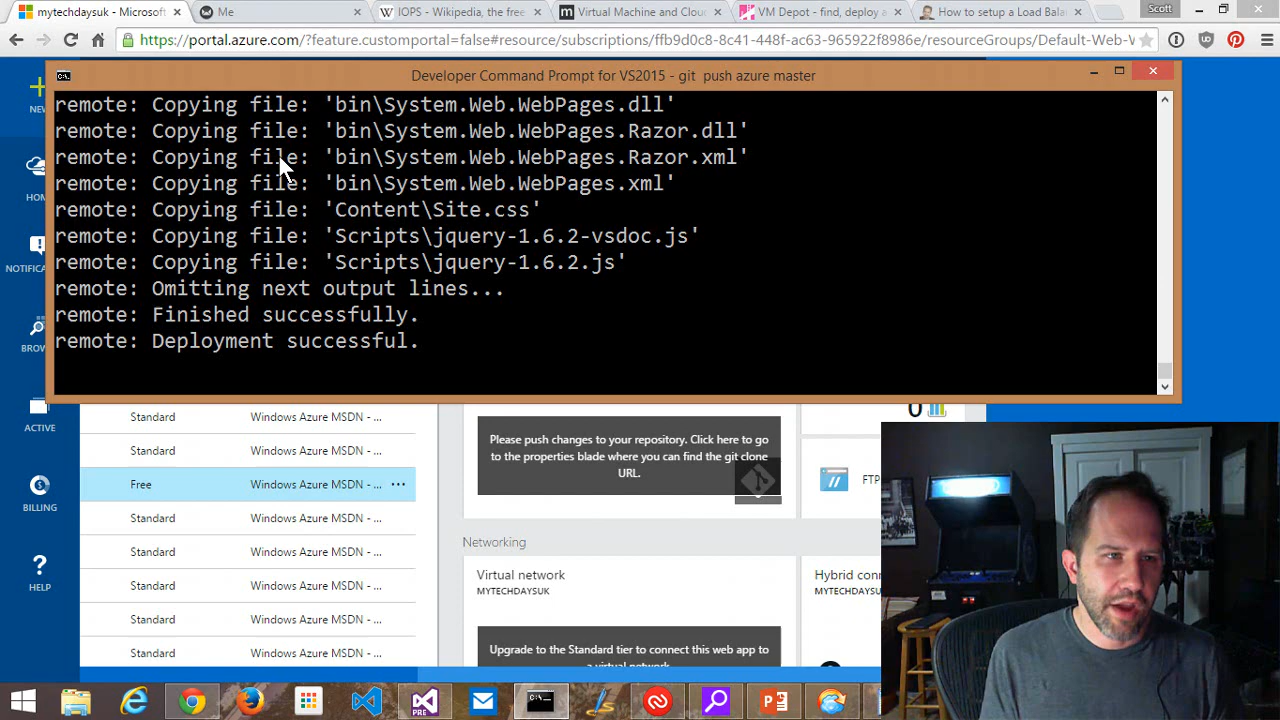 mytechdaysuk - Microsoft
Me
IOPS - Wikipedia, the free
Virtual Machine and Cloud
VM Depot - find, deploy a
How to setup a Load Bala
Scott
https://portal.azure.com/?feature.customportal=false#resource/subscriptions/ffb9d0c8-8c41-448f-ac63-965922f8986e/resourceGroups/Default-Web-W
Developer Command Prompt for VS2015 - git push azure master
remote: Copying file: 'bin\System.Web.WebPages.dll'
remote: Copying file: 'bin\System.Web.WebPages.Razor.dll'
remote: Copying file: 'bin\System.Web.WebPages.Razor.xml'
remote: Copying file: 'bin\System.Web.WebPages.xml'
remote: Copying file: 'Content\Site.css'
remote: Copying file: 'Scripts\jquery-1.6.2-vsdoc.js'
remote: Copying file: 'Scripts\jquery-1.6.2.js'
remote: Omitting next output lines...
remote: Finished successfully.
remote: Deployment successful.
NEW
HOM
NOTIFICA
BROW
ACTIVE
BILLING
HELP
Standard Windows Azure MSDN - ...
Standard Windows Azure MSDN - ...
Free Windows Azure MSDN - ... ...
Standard Windows Azure MSDN - ...
Standard Windows Azure MSDN - ...
Standard Windows Azure MSDN - ...
Standard Windows Azure MSDN - ...
Standard Windows Azure MSDN - ...
Please push changes to your repository. Click here to go
to the properties blade where you can find the git clone
URL.
0
FTP
Networking
Virtual network
MYTECHDAYSUK
Hybrid conn
MYTECHDAYSUK
Upgrade to the Standard tier to connect this web app to
a virtual network.
PRE